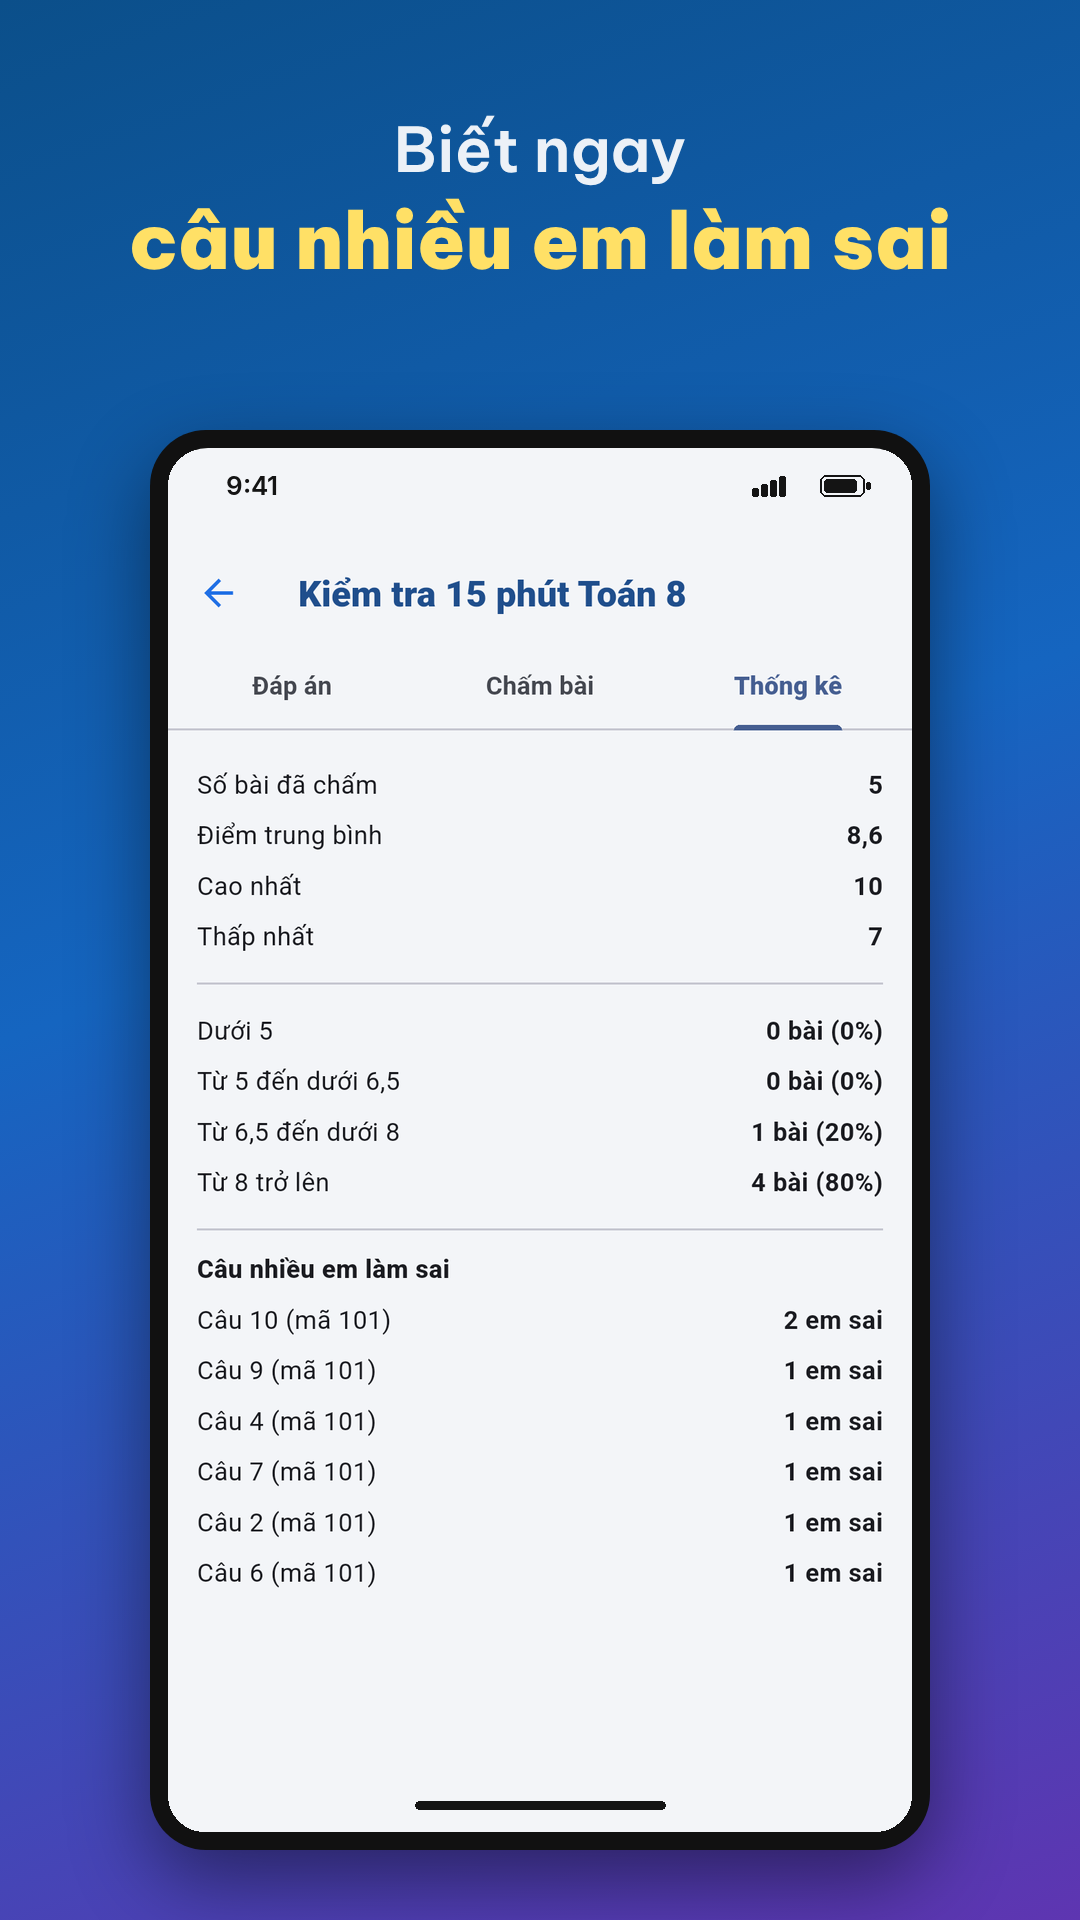 Biết ngay
câu nhiều em làm sai
9:41
Kiểm tra 15 phút Toán 8
Đáp án
Chấm bài
Thống kê
Số bài đã chấm 5
Điểm trung bình 8,6
Cao nhất 10
Thấp nhất 7
Dưới 5 0 bài (0%)
Từ 5 đến dưới 6,5 0 bài (0%)
Từ 6,5 đến dưới 8 1 bài (20%)
Từ 8 trở lên 4 bài (80%)
Câu nhiều em làm sai
Câu 10 (mã 101) 2 em sai
Câu 9 (mã 101) 1 em sai
Câu 4 (mã 101) 1 em sai
Câu 7 (mã 101) 1 em sai
Câu 2 (mã 101) 1 em sai
Câu 6 (mã 101) 1 em sai